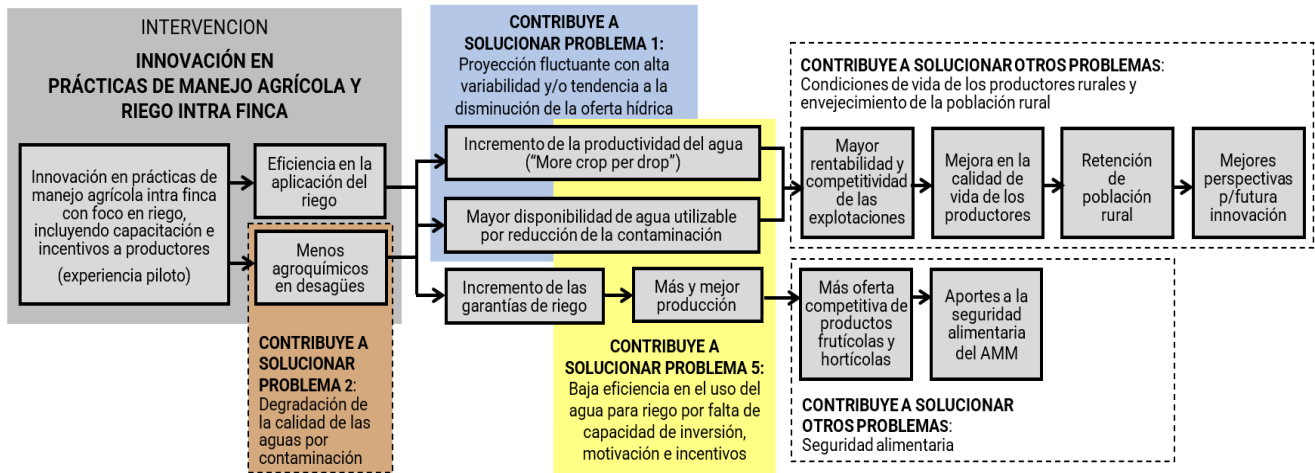 INTERVENCION
INNOVACIÓN EN
PRÁCTICAS DE MANEJO AGRÍCOLA Y
RIEGO INTRA FINCA
Innovación en prácticas de
manejo agrícola intra finca
con foco en riego,
incluyendo capacitación e
incentivos a productores
(experiencia piloto)
Eficiencia en la
aplicación del
riego
Menos
agroquímicos
en desagües
CONTRIBUYE A
SOLUCIONAR
PROBLEMA 2:
Degradación de
la calidad de las
aguas por
contaminación
CONTRIBUYE A
SOLUCIONAR PROBLEMA 1:
Proyección fluctuante con alta
variabilidad y/o tendencia a la
disminución de la oferta hídrica
Incremento de la productividad del agua
(“More crop per drop”)
Mayor disponibilidad de agua utilizable
por reducción de la contaminación
Incremento de las
garantías de riego
Más y mejor
producción
CONTRIBUYE A
SOLUCIONAR PROBLEMA 5:
Baja eficiencia en el uso del
agua para riego por falta de
capacidad de inversión,
motivación e incentivos
CONTRIBUYE A SOLUCIONAR OTROS PROBLEMAS:
Condiciones de vida de los productores rurales y
envejecimiento de la población rural
Mayor
rentabilidad y
competitividad
de las
explotaciones
Mejora en la
calidad de
vida de los
productores
Retención
de
población
rural
Mejores
perspectivas
p/futura
innovación
Más oferta
competitiva de
productos
frutícolas y
hortícolas
Aportes a la
seguridad
alimentaria
del AMM
CONTRIBUYE A SOLUCIONAR
OTROS PROBLEMAS:
Seguridad alimentaria